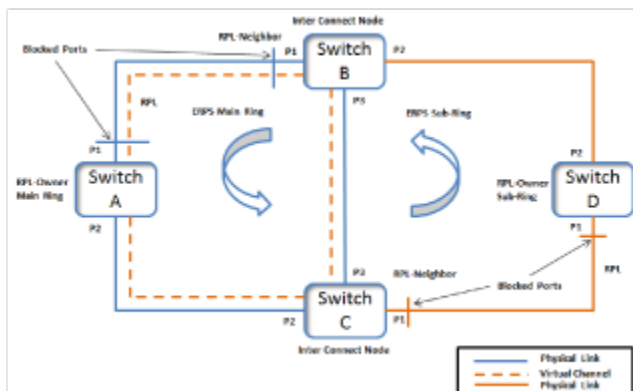 Inter Connect Node
RPL-Neighbor
P1
Switch
B
P2
Blocked Ports
P3
RPL
ERPS Main Ring
ERPS Sub-Ring
P1
P2
RPL-Owner
Main Ring
Switch
A
RPL-Owner
Sub-Ring
Switch
D
P2
P1
P3
RPL-Neighbor
RPL
Switch
C
Blocked Ports
P2
P1
Inter Connect Node
Physical Link
Virtual Channel
Physical Link